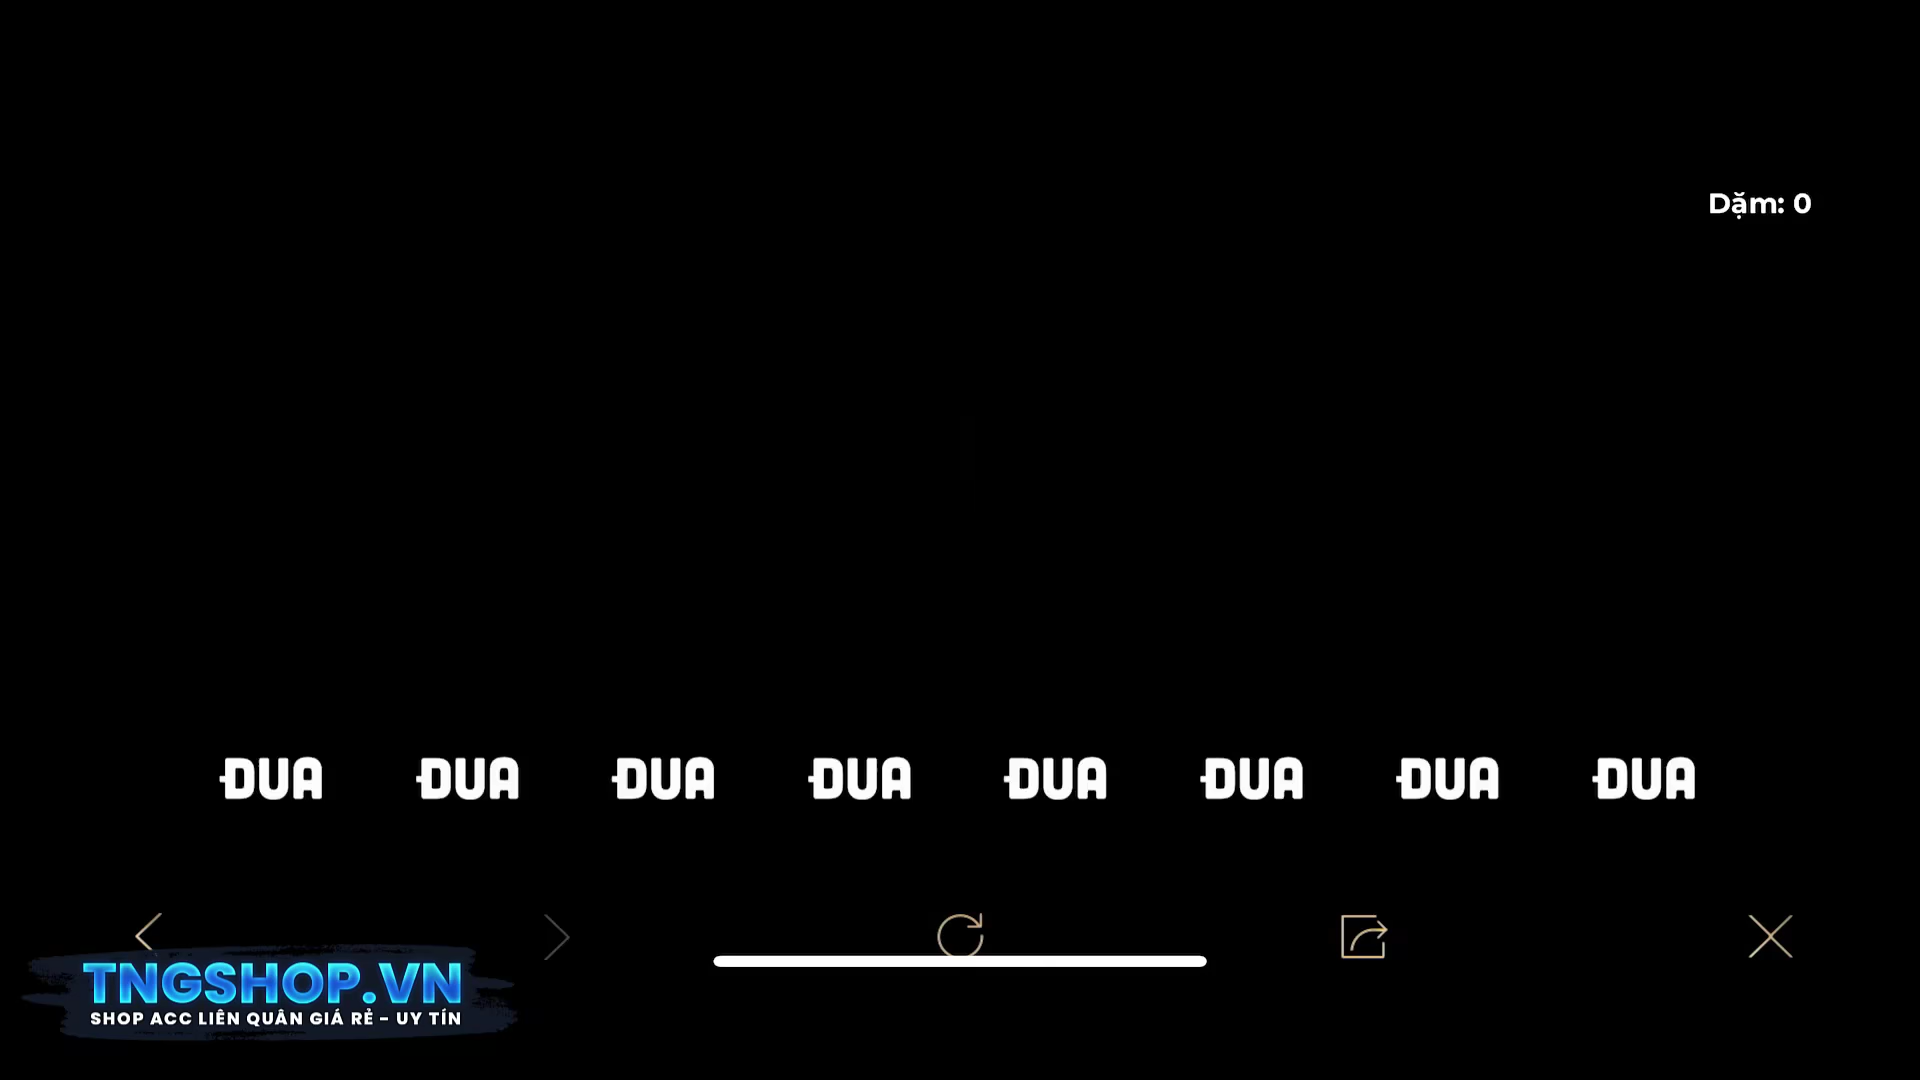 Dặm: 0
ĐUA ĐUA ĐUA ĐUA ĐUA ĐUA ĐUA ĐUA
TNGSHOP.VN
SHOP ACC LIÊN QUÂN GIÁ RẺ - UY TÍN